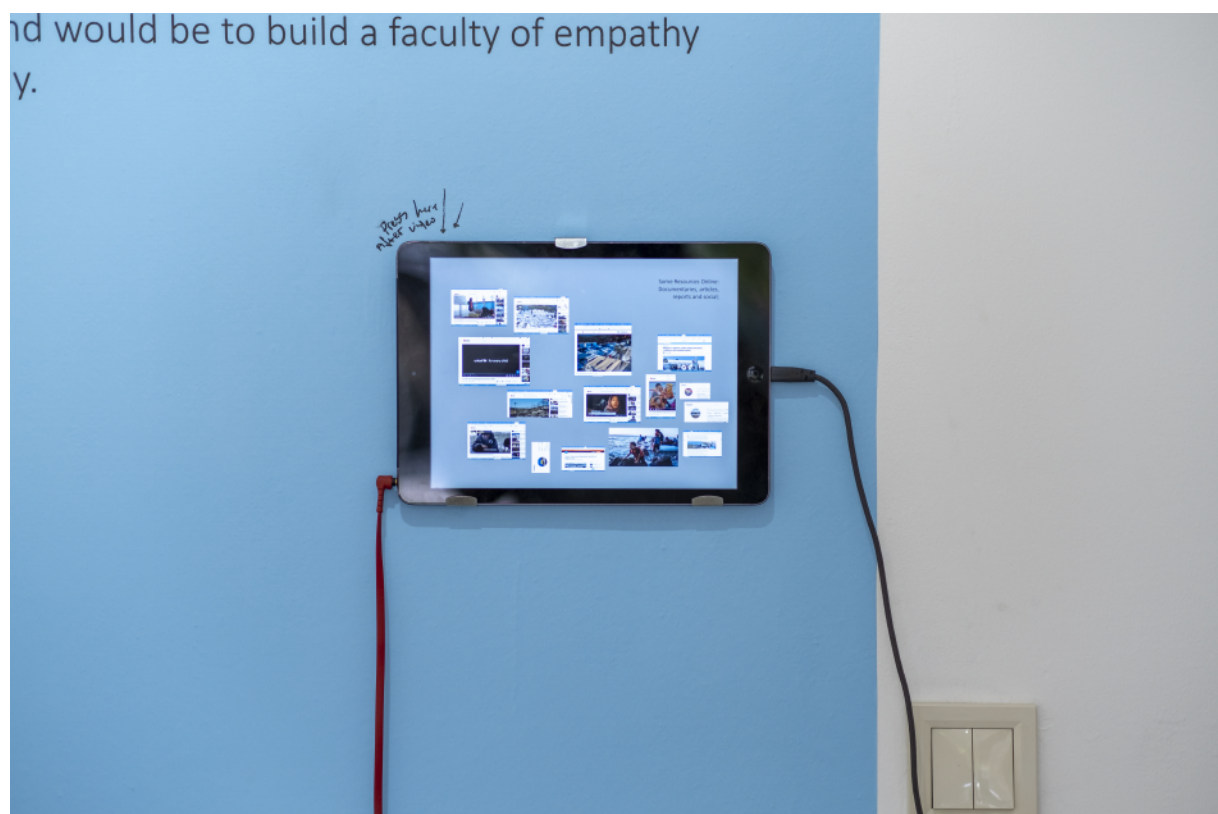 nd would be to build a faculty of empathy
y.
Press here
after video
Some Resources Online-
Documentaries, articles,
reports and social